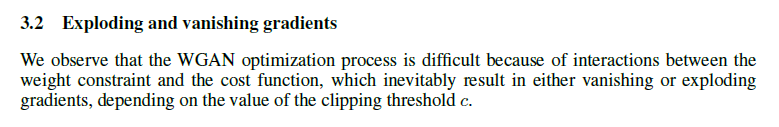 3.2 Exploding and vanishing gradients
We observe that the WGAN optimization process is difficult because of interactions between the
weight constraint and the cost function, which inevitably result in either vanishing or exploding
gradients, depending on the value of the clipping threshold c.